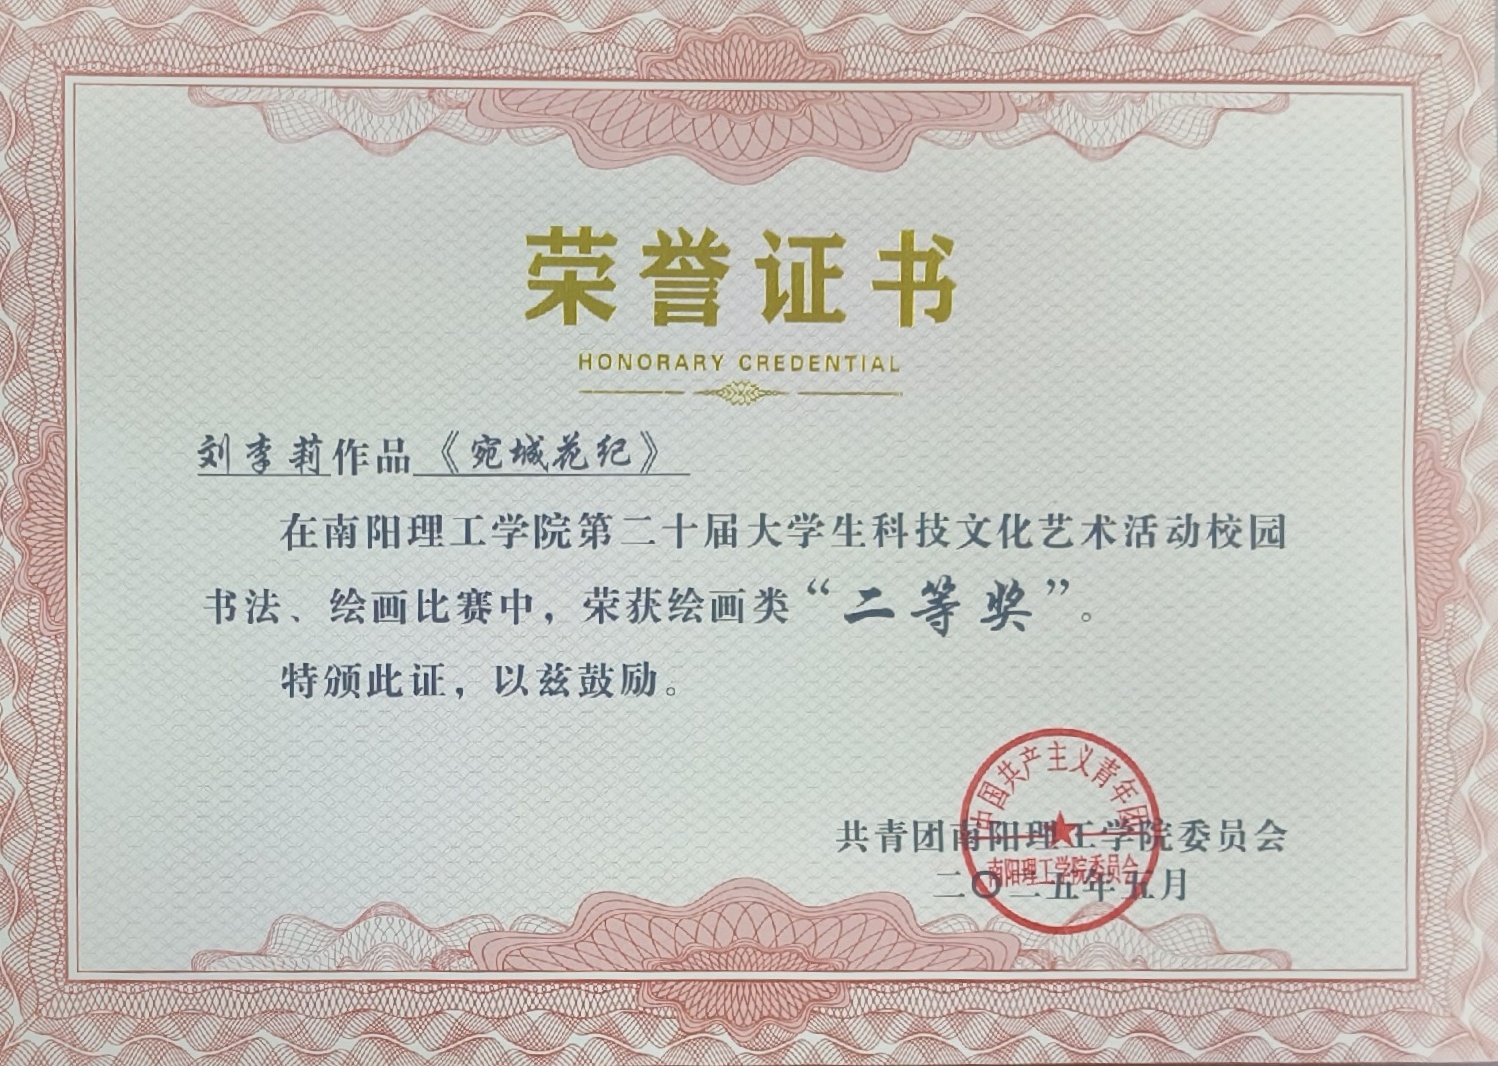 荣誉证书
HONORARY CREDENTIAL
刘李莉作品《宛城花纪》
在南阳理工学院第二十届大学生科技文化艺术活动校园
书法、绘画比赛中，荣获绘画类“二等奖”。
特颁此证，以兹鼓励。
中国共产主义青年团
共青团南阳理工学院委员会
南阳理工学院委员会
二〇二五年五月